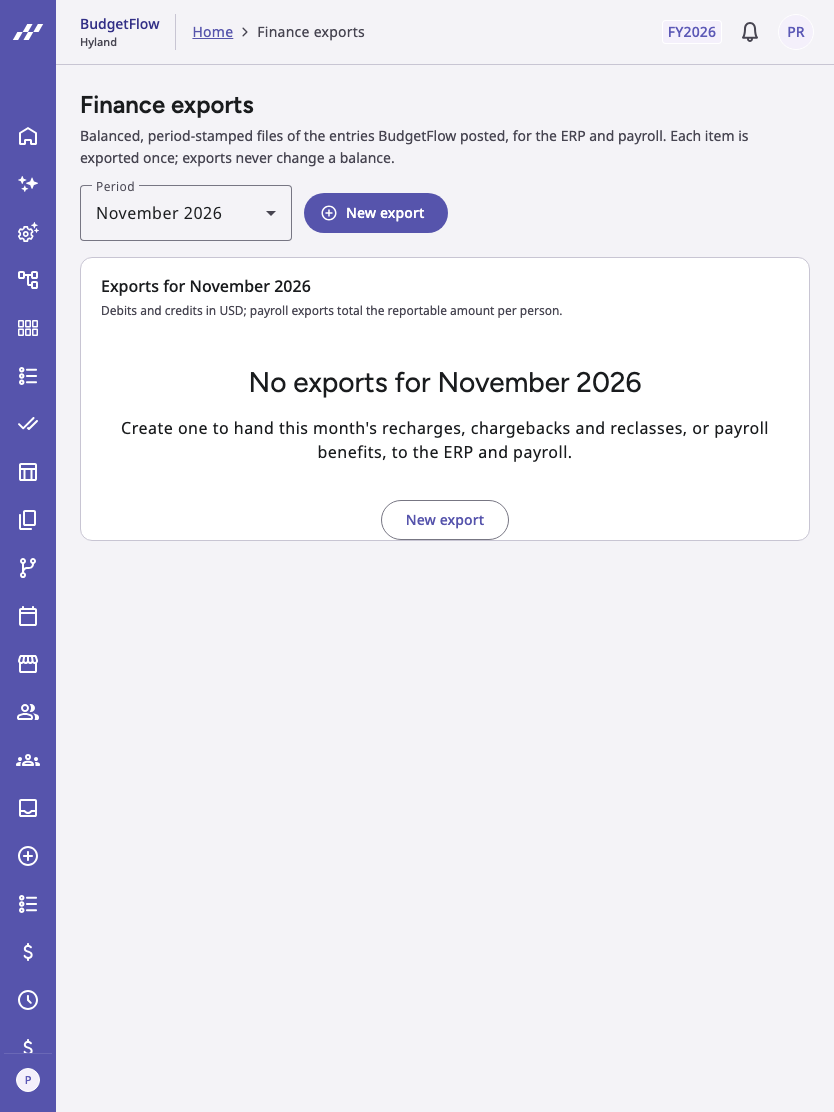 BudgetFlow
Hyland
Home > Finance exports
FY2026
PR
Finance exports
Balanced, period-stamped files of the entries BudgetFlow posted, for the ERP and payroll. Each item is
exported once; exports never change a balance.
Period
November 2026
New export
Exports for November 2026
Debits and credits in USD; payroll exports total the reportable amount per person.
No exports for November 2026
Create one to hand this month's recharges, chargebacks and reclasses, or payroll
benefits, to the ERP and payroll.
New export
P